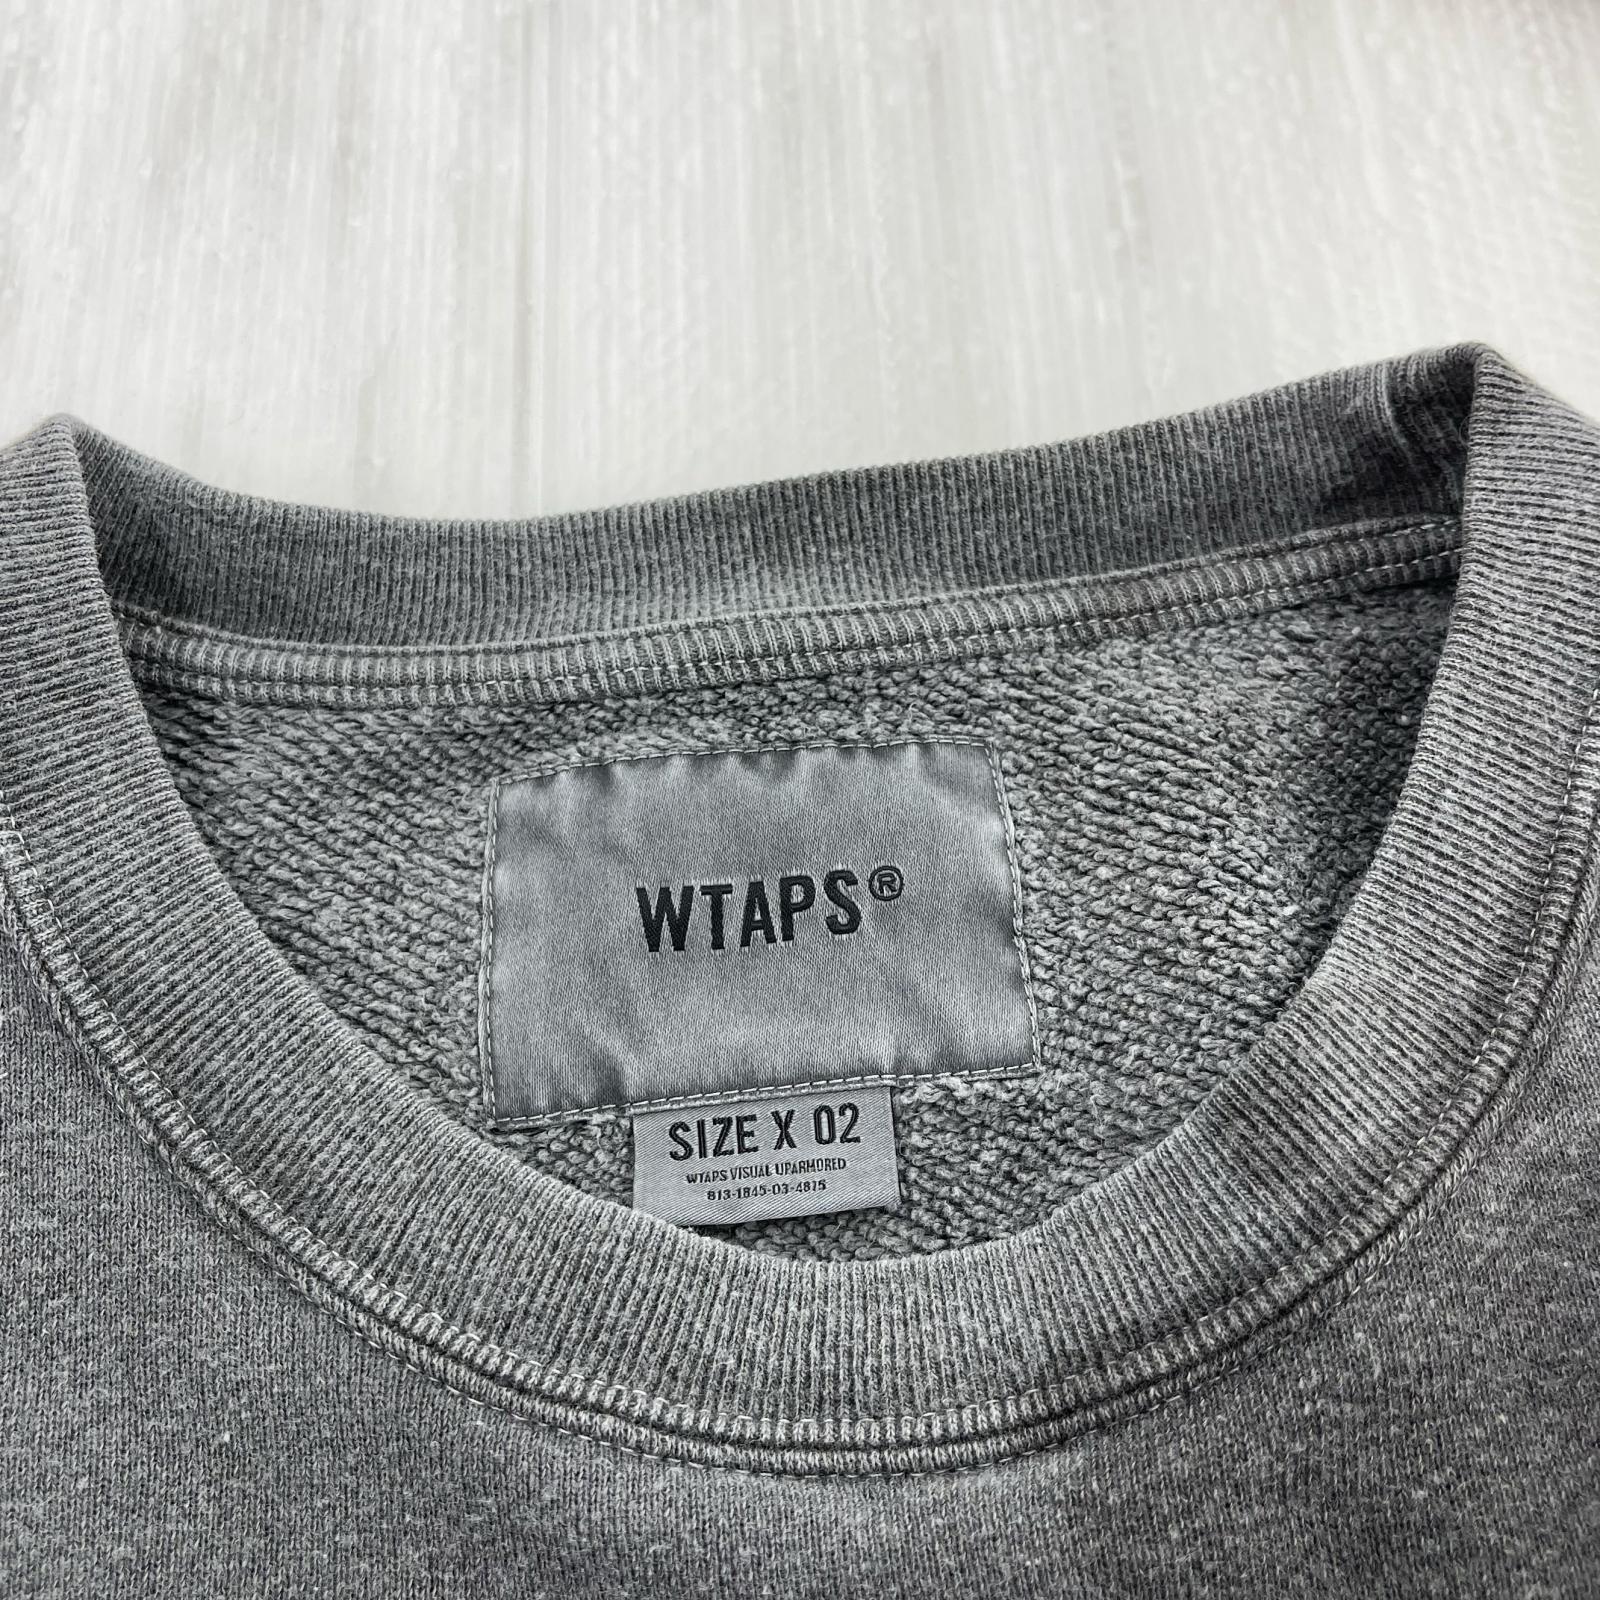 WTAPS®
SIZE X 02
WTAPS VISUAL UPARMORED
813-1845-03-4815